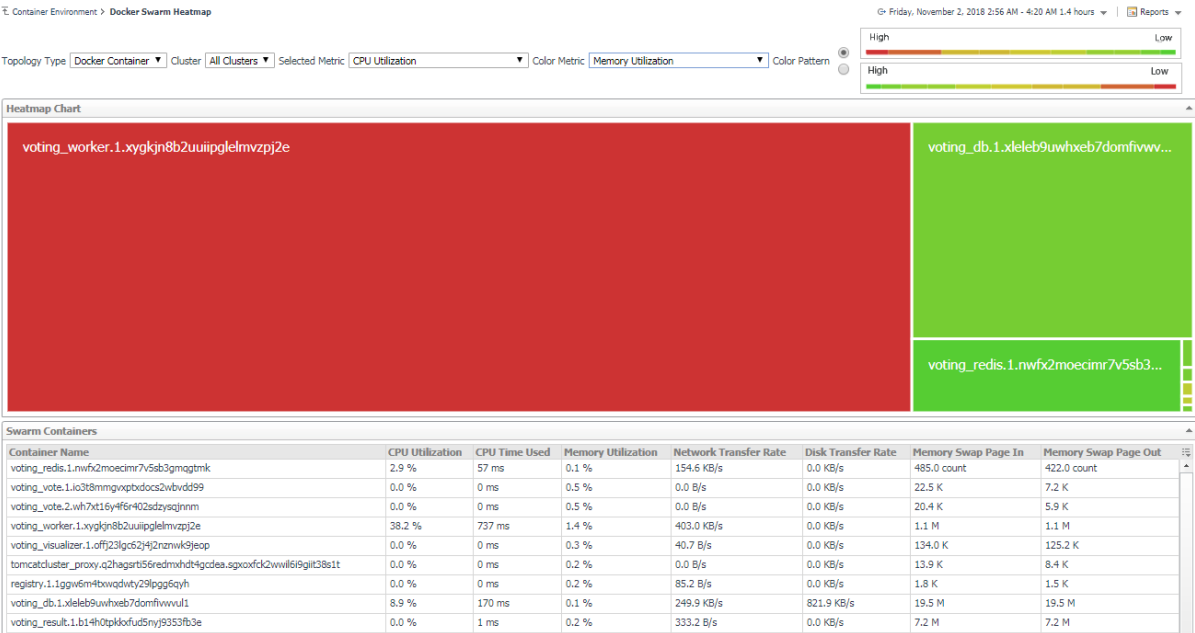 Container Environment > Docker Swarm Heatmap
Friday, November 2, 2018 2:56 AM - 4:20 AM 1.4 hours Reports
Topology Type Docker Container Cluster All Clusters Selected Metric CPU Utilization Color Metric Memory Utilization Color Pattern
High Low
High Low
Heatmap Chart
voting_worker.1.xygkjn8b2uuiipglelmvzpj2e
voting_db.1.xleleb9uwhxeb7domfivwv...
voting_redis.1.nwfx2moecimr7v5sb3...
Swarm Containers
Container Name CPU Utilization CPU Time Used Memory Utilization Network Transfer Rate Disk Transfer Rate Memory Swap Page In Memory Swap Page Out
voting_redis.1.nwfx2moecimr7v5sb3gmqgtmk 2.9 % 57 ms 0.1 % 154.6 KB/s 0.0 KB/s 485.0 count 422.0 count
voting_vote.1.io3t8mmgvxptxdocs2wbvdd99 0.0 % 0 ms 0.5 % 0.0 B/s 0.0 KB/s 22.5 K 7.2 K
voting_vote.2.wh7xt16y4f6r402sdzysqjnnm 0.0 % 0 ms 0.5 % 0.0 B/s 0.0 KB/s 20.4 K 5.9 K
voting_worker.1.xygkjn8b2uuiipglelmvzpj2e 38.2 % 737 ms 1.4 % 403.0 KB/s 0.0 KB/s 1.1 M 1.1 M
voting_visualizer.1.offj23lgc62j4j2nznwk9jeop 0.0 % 0 ms 0.3 % 40.7 B/s 0.0 KB/s 134.0 K 125.2 K
tomcatcluster_proxy.q2hagsrti56redmxhdt4gcdea.sgxoxfck2wwil6i9giit38s1t 0.0 % 0 ms 0.2 % 0.0 B/s 0.0 KB/s 13.9 K 8.4 K
registry.1.1ggw6m4txwqdwty29lpgg6qyh 0.0 % 0 ms 0.2 % 85.2 B/s 0.0 KB/s 1.8 K 1.5 K
voting_db.1.xleleb9uwhxeb7domfivwvul1 8.9 % 170 ms 0.1 % 249.9 KB/s 821.9 KB/s 19.5 M 19.5 M
voting_result.1.b14h0tpkkxfud5nyj9353fb3e 0.0 % 1 ms 0.2 % 333.2 B/s 0.0 KB/s 7.2 M 7.2 M